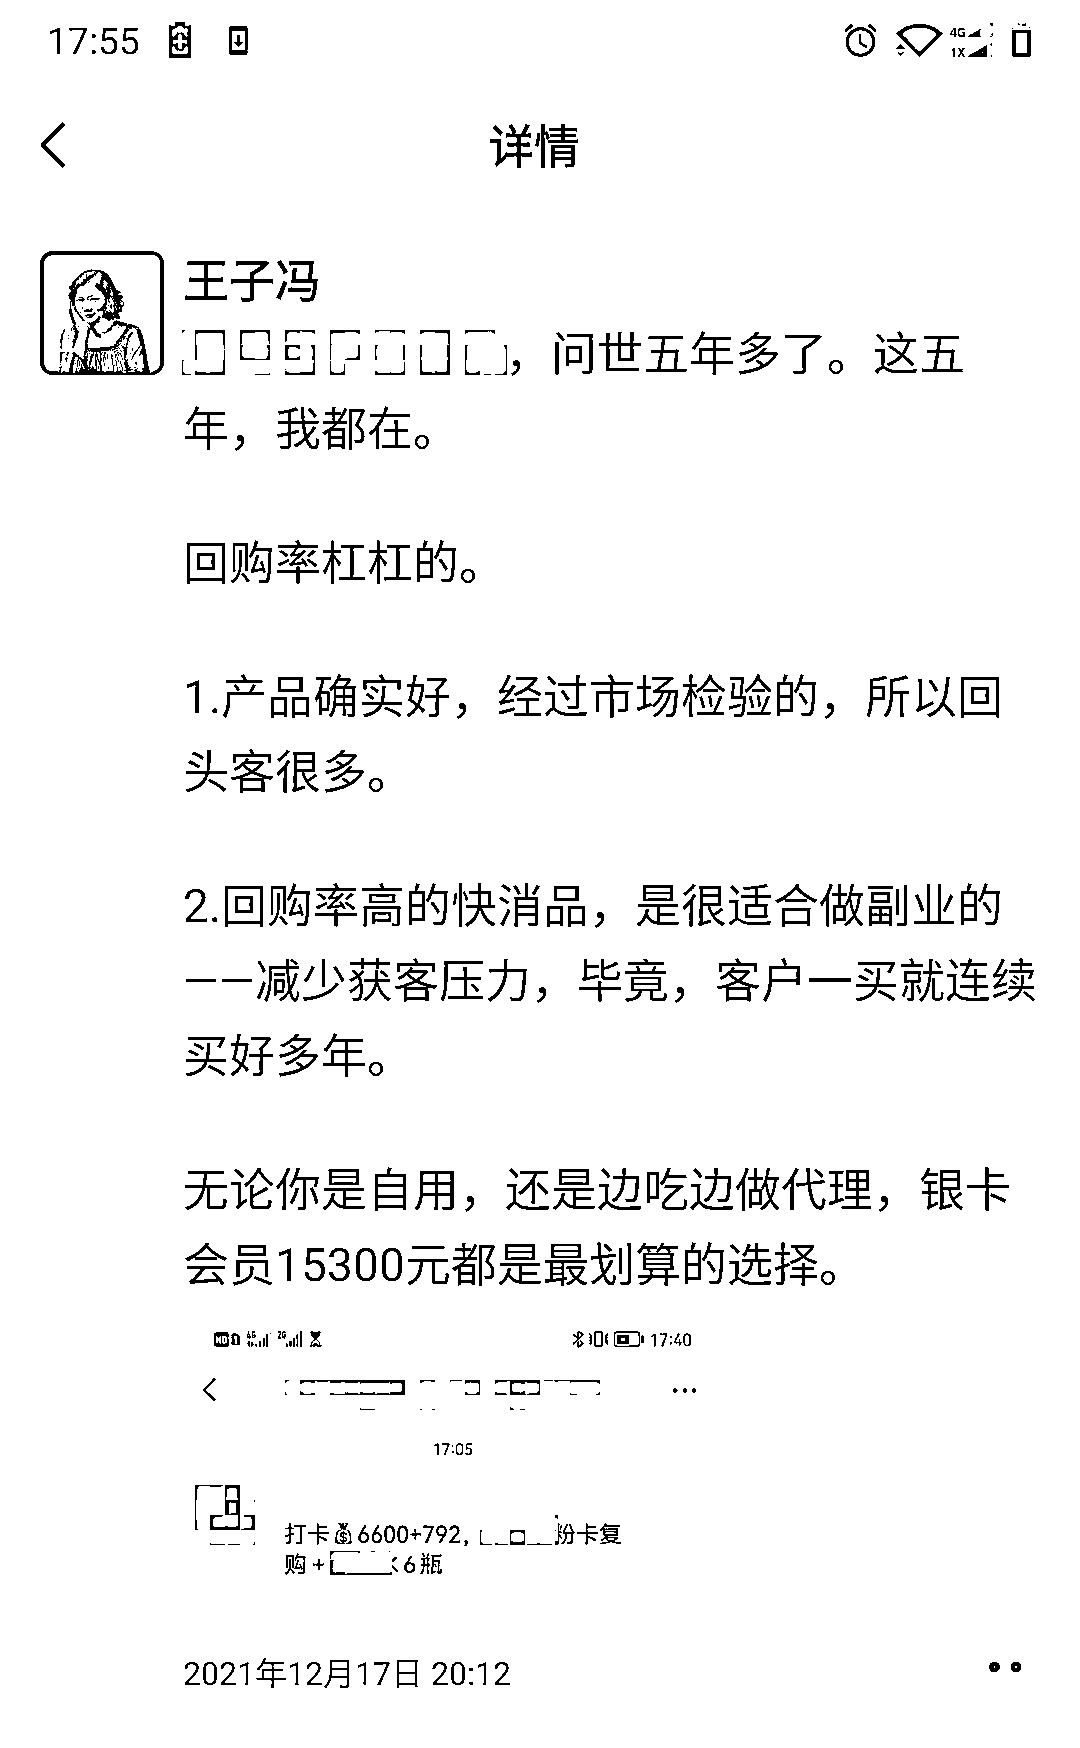 17:55
4G
1X
详情
王子冯
，问世五年多了。这五
年，我都在。
回购率杠杠的。
1.产品确实好，经过市场检验的，所以回
头客很多。
2.回购率高的快消品，是很适合做副业的
——减少获客压力，毕竟，客户一买就连续
买好多年。
无论你是自用，还是边吃边做代理，银卡
会员15300元都是最划算的选择。
HD 4G 2G 17:40
17:05
打卡💰6600+792, 粉卡复
购+ 6瓶
2021年12月17日 20:12